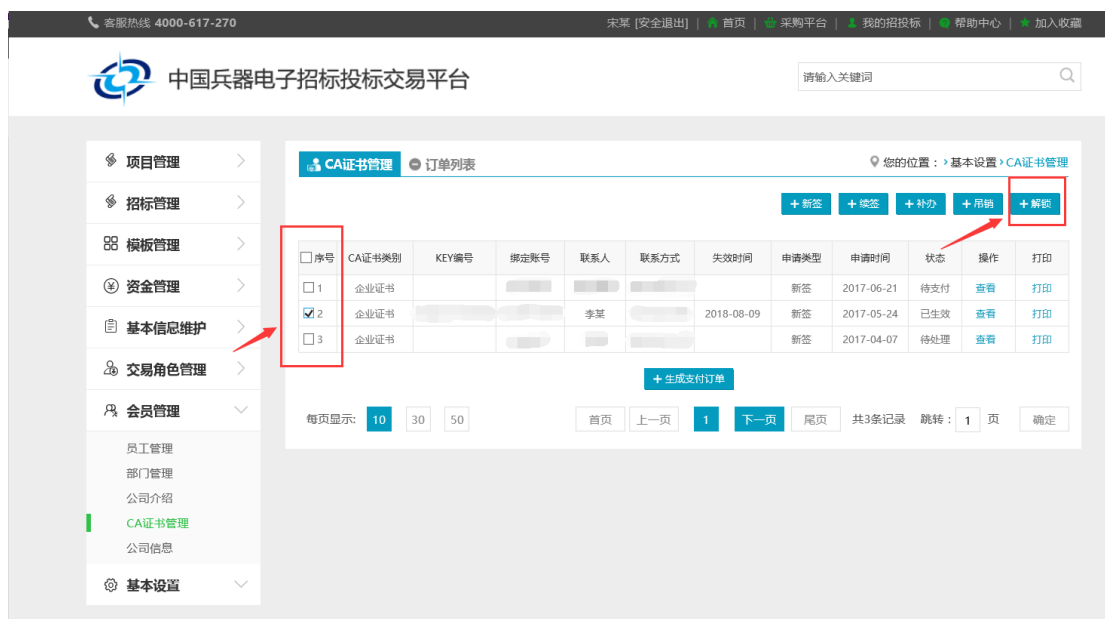 客服热线 4000-617-270 宋某 [安全退出] | 首页 | 采购平台 | 我的招投标 | 帮助中心 | 加入收藏
中国兵器电子招标投标交易平台 请输入关键词
项目管理
招标管理
模板管理
资金管理
基本信息维护
交易角色管理
会员管理
员工管理
部门管理
公司介绍
CA证书管理
公司信息
基本设置
CA证书管理 订单列表 您的位置：›基本设置›CA证书管理
+新签 +续签 +补办 +吊销 +解锁
序号 CA证书类别 KEY编号 绑定账号 联系人 联系方式 失效时间 申请类型 申请时间 状态 操作 打印
1 企业证书 新签 2017-06-21 待支付 查看 打印
2 企业证书 李某 2018-08-09 新签 2017-05-24 已生效 查看 打印
3 企业证书 新签 2017-04-07 待处理 查看 打印
+生成支付订单
每页显示: 10 30 50 首页 上一页 1 下一页 尾页 共3条记录 跳转： 1 页 确定